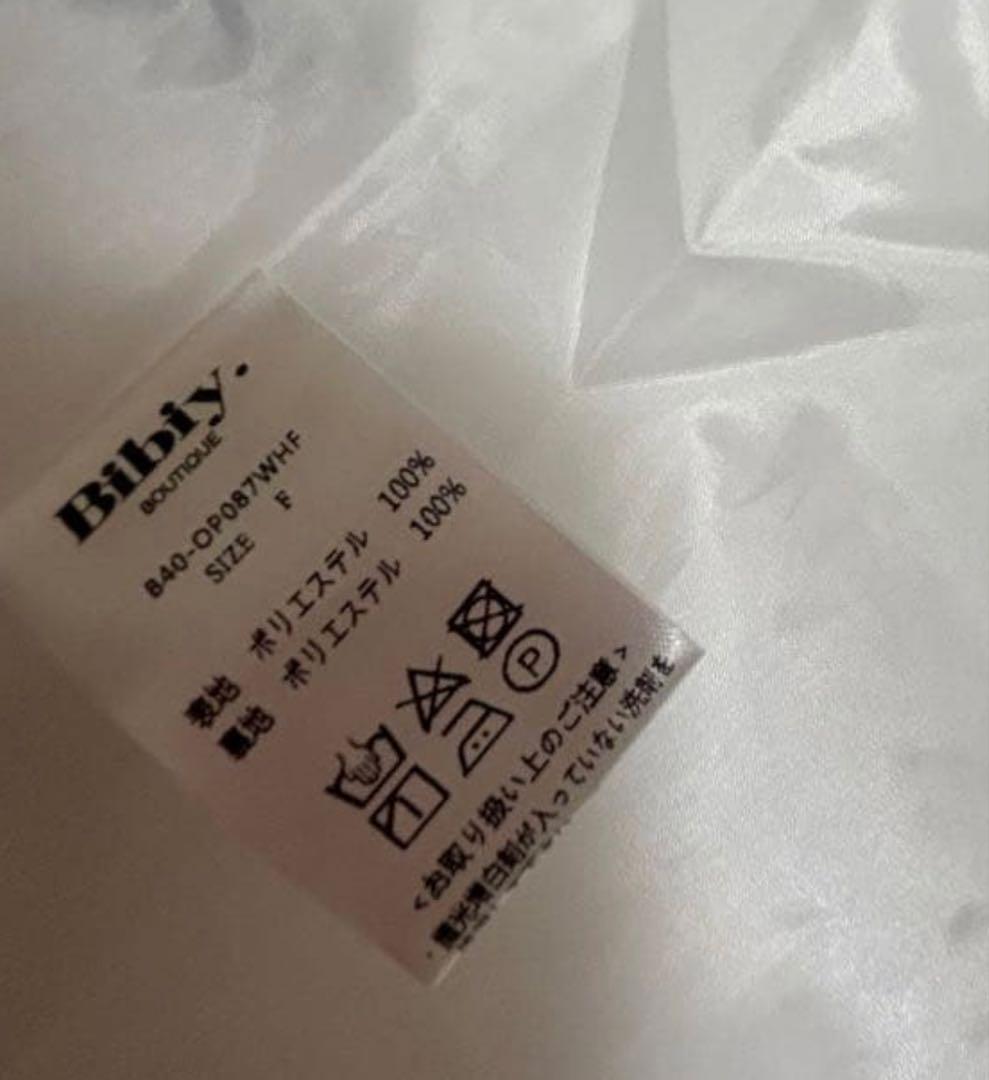 Bibiy.
BOUTIQUE
840-OP087WHF
SIZE F
表地 ポリエステル 100%
裏地 ポリエステル 100%
P
<お取り扱い上のご注意>
・蛍光増白剤が入っていない洗剤を